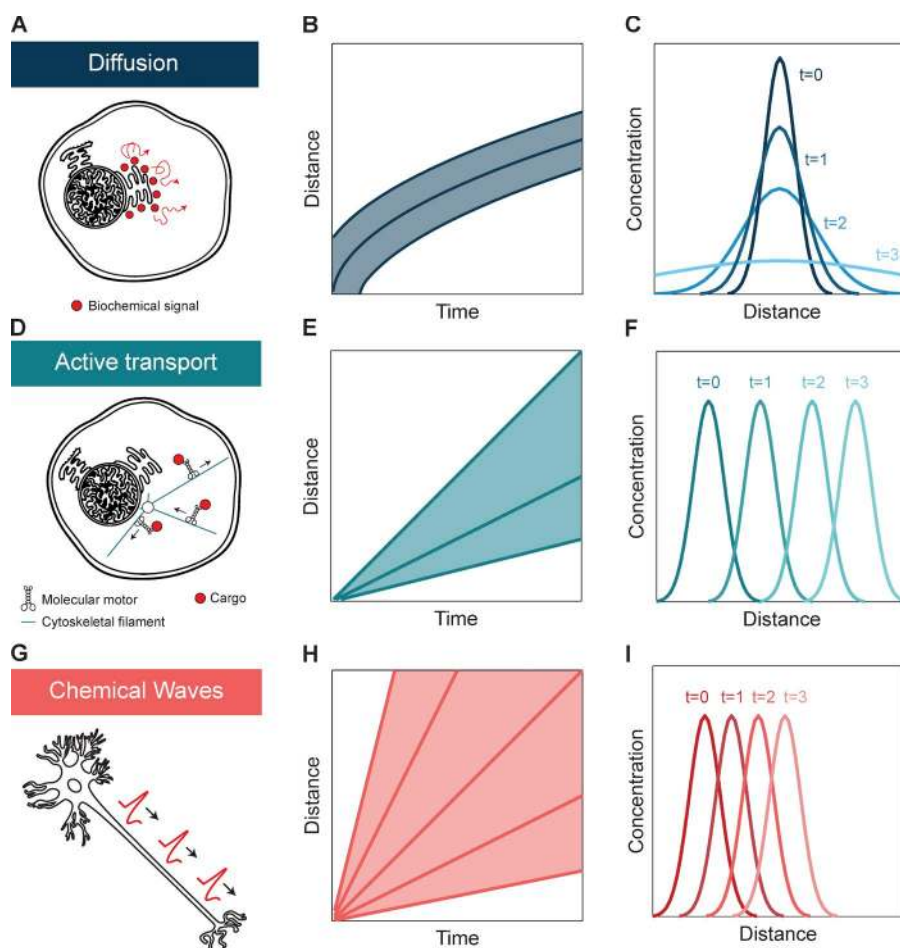 A
B
C
Diffusion
Distance
Time
Concentration
t=0
t=1
t=2
t=3
Distance
Biochemical signal
D
E
F
Active transport
Distance
Time
Concentration
t=0
t=1
t=2
t=3
Distance
Molecular motor
Cargo
Cytoskeletal filament
G
H
I
Chemical Waves
Distance
Time
Concentration
t=0
t=1
t=2
t=3
Distance